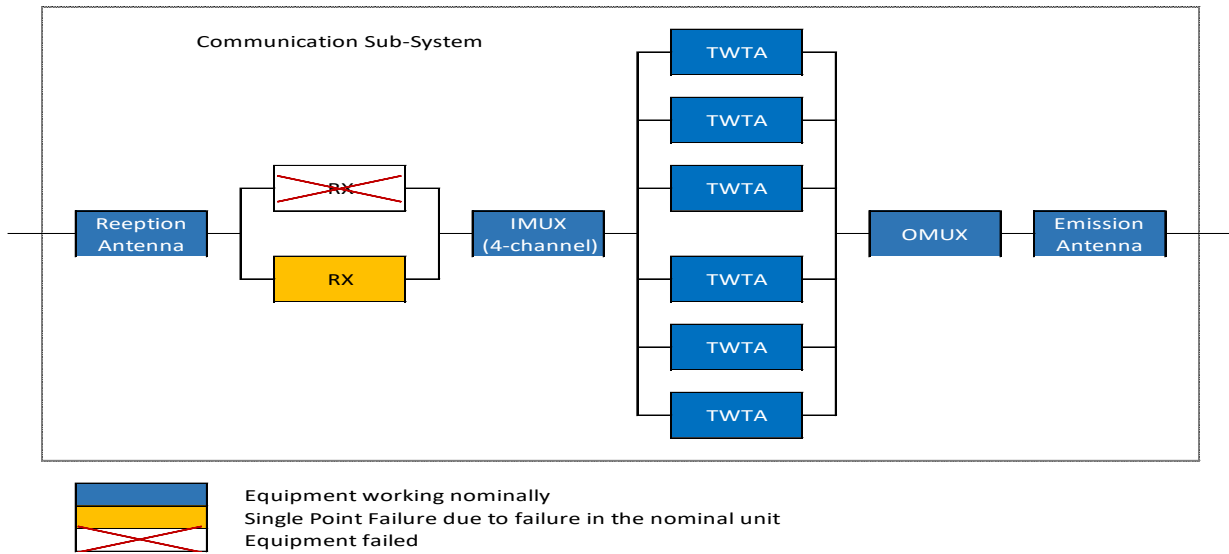 Communication Sub-System
TWTA
TWTA
TWTA
RX
RX
Reeption
Antenna
IMUX
(4-channel)
OMUX
Emission
Antenna
TWTA
TWTA
TWTA
Equipment working nominally
Single Point Failure due to failure in the nominal unit
Equipment failed